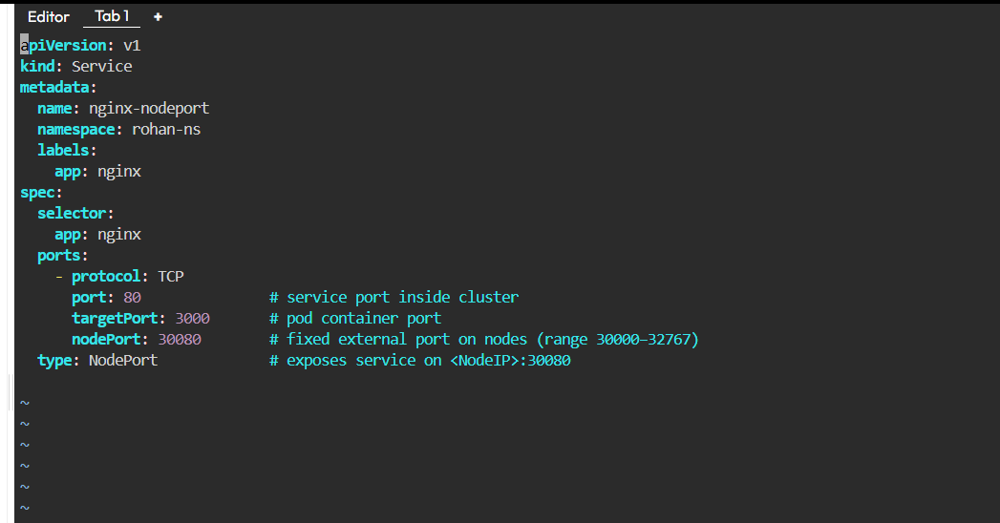 Editor Tab 1 +
apiVersion: v1
kind: Service
metadata:
  name: nginx-nodeport
  namespace: rohan-ns
  labels:
    app: nginx
spec:
  selector:
    app: nginx
  ports:
    - protocol: TCP
      port: 80               # service port inside cluster
      targetPort: 3000       # pod container port
      nodePort: 30080        # fixed external port on nodes (range 30000–32767)
  type: NodePort             # exposes service on <NodeIP>:30080
~
~
~
~
~
~